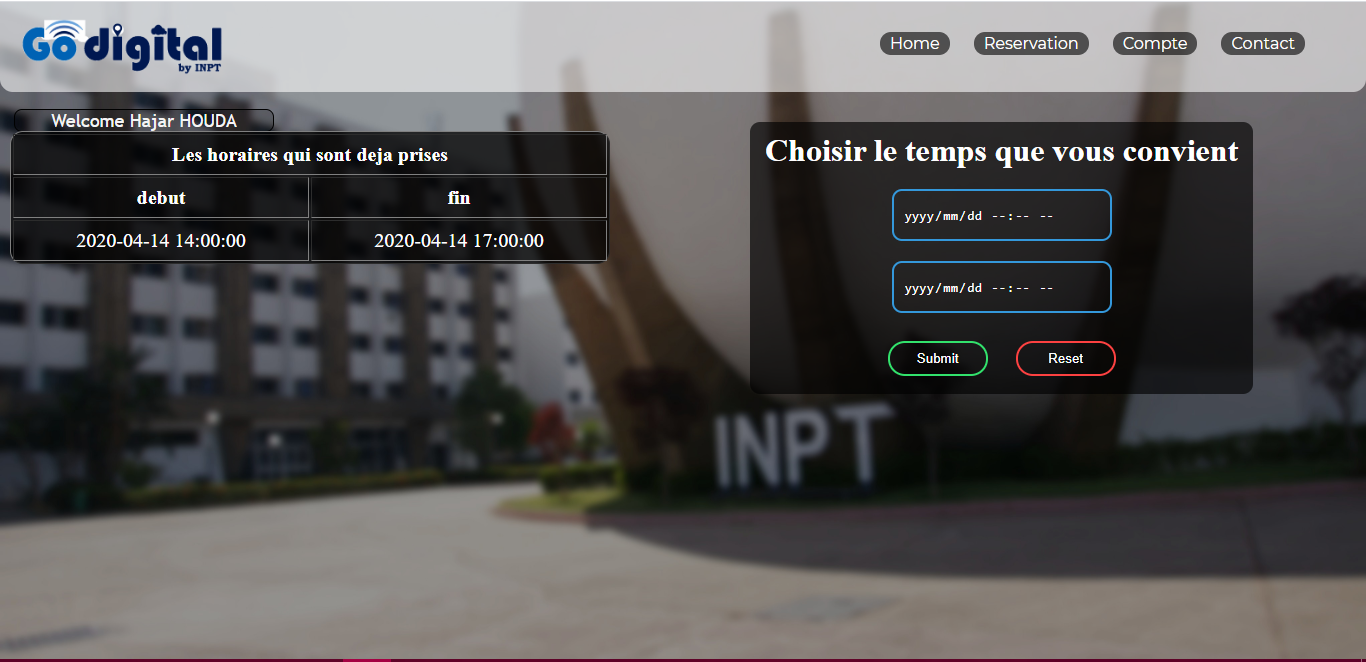 Go digital
by INPT
Home Reservation Compte Contact
Welcome Hajar HOUDA
Les horaires qui sont deja prises
debut fin
2020-04-14 14:00:00 2020-04-14 17:00:00
Choisir le temps que vous convient
yyyy/mm/dd --:-- --
yyyy/mm/dd --:-- --
Submit Reset
INPT